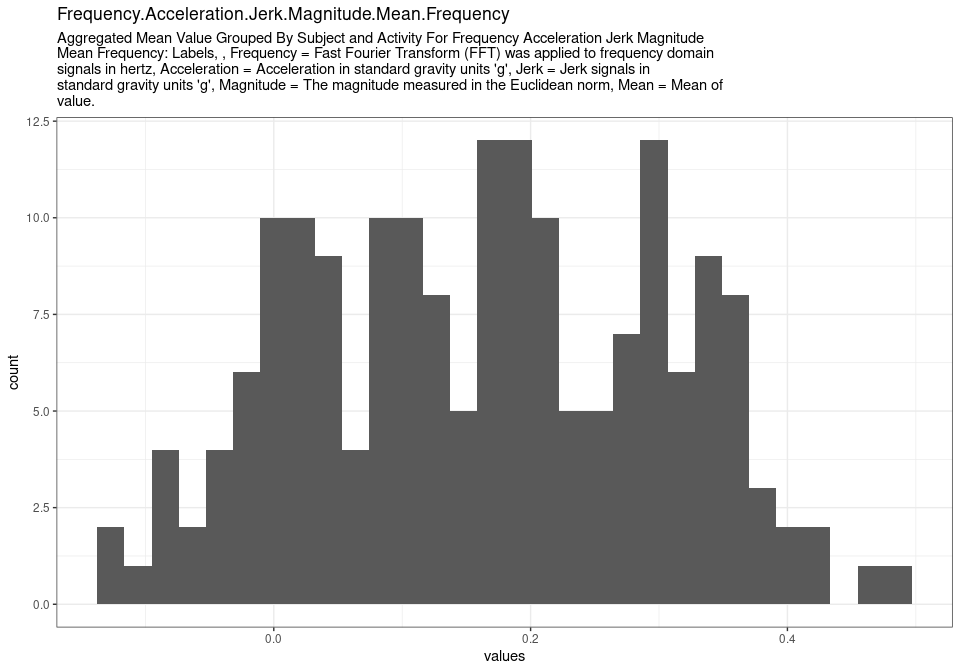 Frequency.Acceleration.Jerk.Magnitude.Mean.Frequency
Aggregated Mean Value Grouped By Subject and Activity For Frequency Acceleration Jerk Magnitude
Mean Frequency: Labels, , Frequency = Fast Fourier Transform (FFT) was applied to frequency domain
signals in hertz, Acceleration = Acceleration in standard gravity units 'g', Jerk = Jerk signals in
standard gravity units 'g', Magnitude = The magnitude measured in the Euclidean norm, Mean = Mean of
value.
12.5
10.0
7.5
5.0
2.5
0.0
count
0.0 0.2 0.4
values